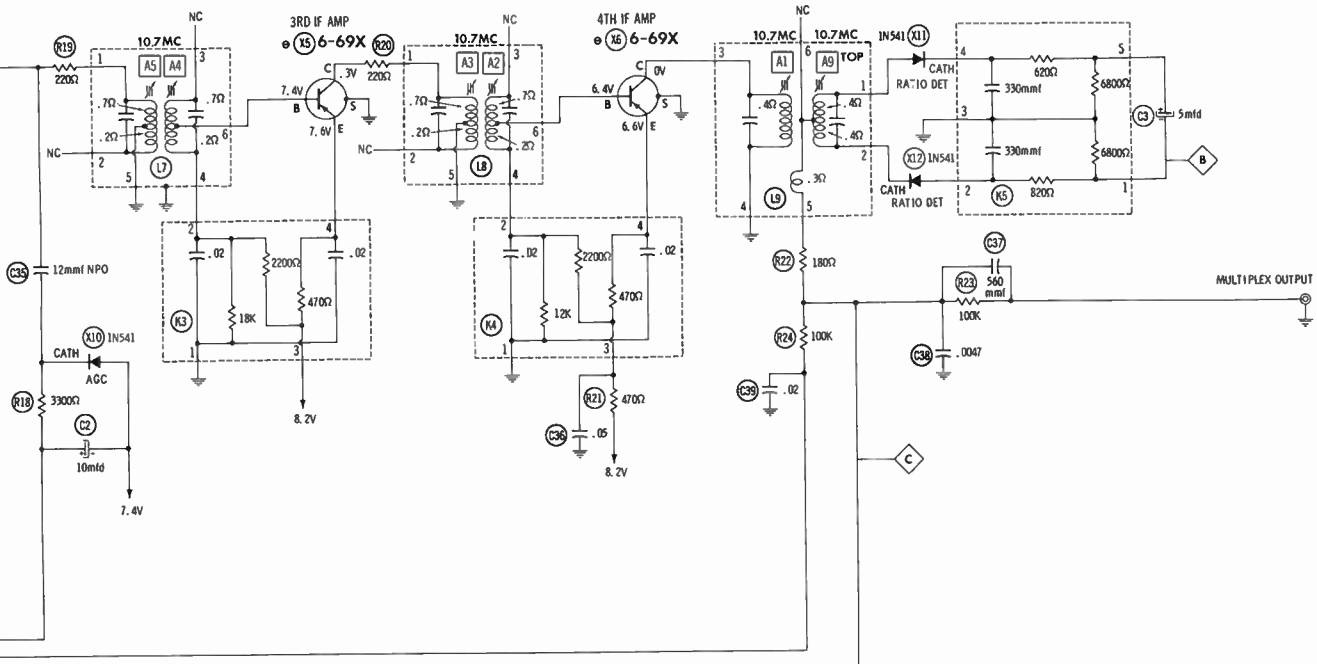 NC
3RD IF AMP
⊖ X5 6-69X
R19
220Ω
10.7MC
A5 A4
3
1
.7Ω
.7Ω
.2Ω
.2Ω
6
NC
2
5
4
L7
7.4V
B
C
.3V
S
7.6V
E
R20
220Ω
NC
10.7MC
A3 A2
3
1
.7Ω
.7Ω
.2Ω
.2Ω
6
NC
2
5
4
L8
4TH IF AMP
⊖ X6 6-69X
6.4V
B
C
0V
S
6.6V
E
NC
10.7MC 10.7MC
A1 A9 TOP
6
3
1
.4Ω
.4Ω
.4Ω
2
.3Ω
L9
4
5
1N541 X11
CATH
RATIO DET
X12 1N541
CATH
RATIO DET
4
5
620Ω
330mmf
6800Ω
3
330mmf
6800Ω
2
820Ω
1
K5
C3
5mfd
B
C35
12mmf NPO
X10 1N541
CATH
AGC
R18
3300Ω
C2
10mfd
7.4V
2
4
.02
2200Ω
.02
470Ω
18K
K3
1
3
8.2V
2
4
.02
2200Ω
.02
470Ω
12K
K4
1
3
R21
470Ω
C36
.05
8.2V
R22
180Ω
R24
100K
C39
.02
C37
560
mmf
R23
100K
C38
.0047
MULTIPLEX OUTPUT
C